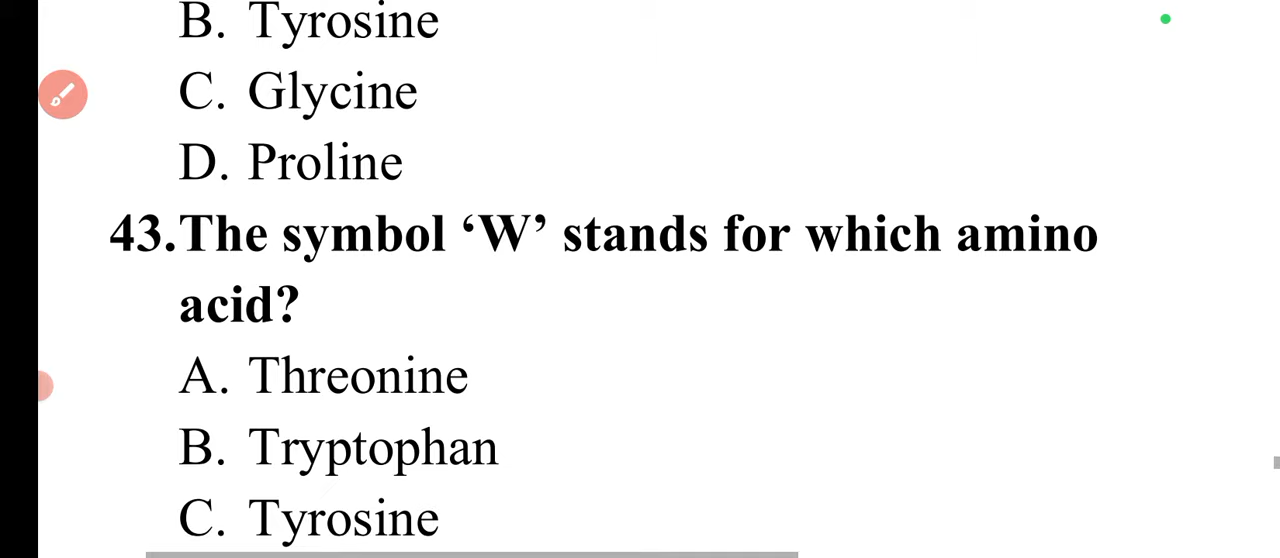 B. Tyrosine
C. Glycine
D. Proline
43.The symbol ‘W’ stands for which amino
acid?
A. Threonine
B. Tryptophan
C. Tyrosine